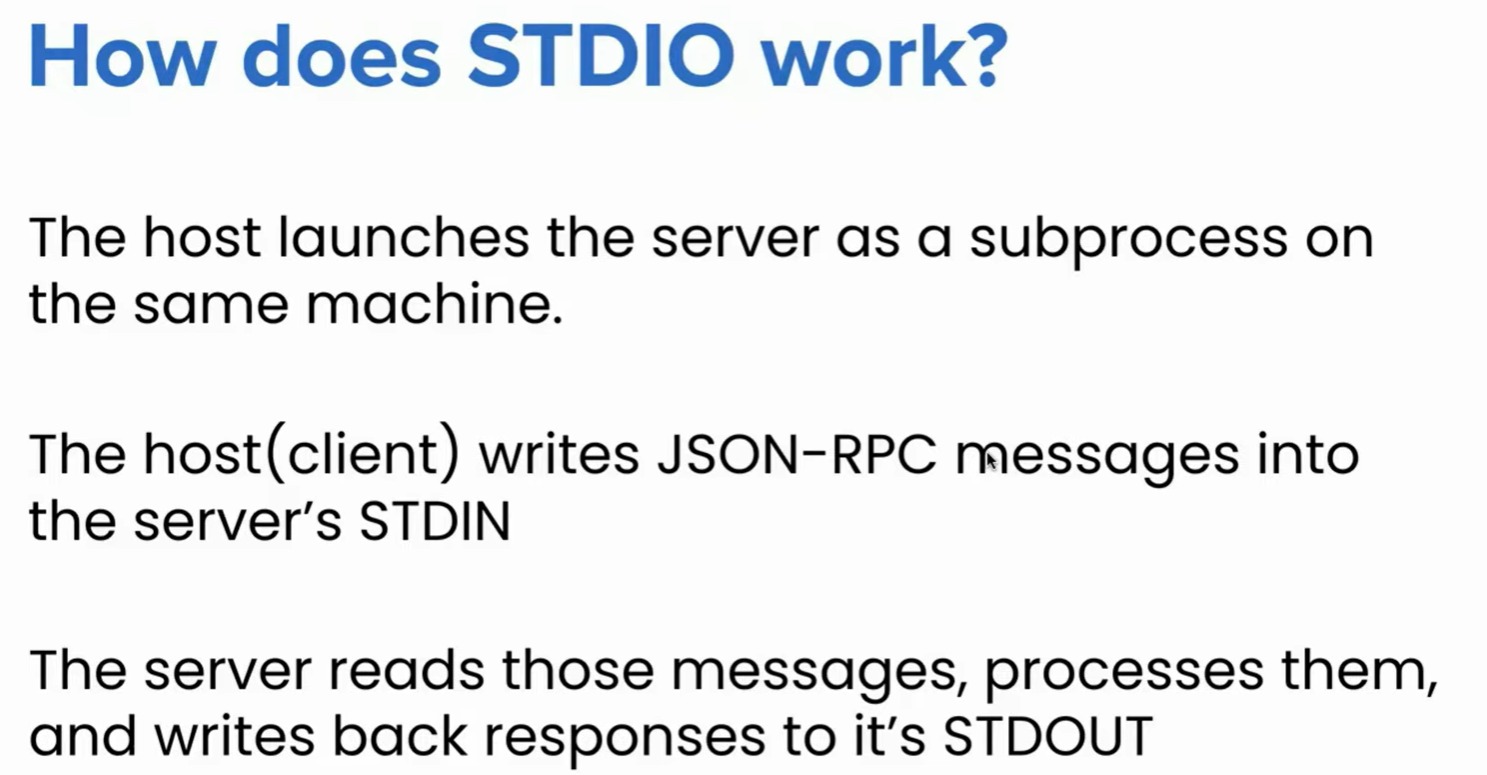 How does STDIO work?
The host launches the server as a subprocess on
the same machine.
The host(client) writes JSON-RPC messages into
the server’s STDIN
The server reads those messages, processes them,
and writes back responses to it’s STDOUT